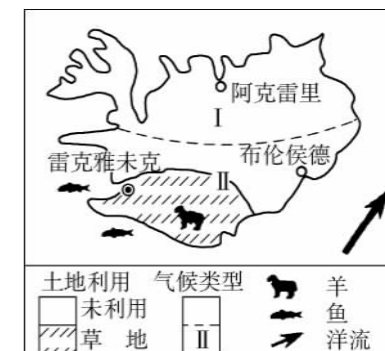 阿克雷里
I
雷克雅未克
布伦侯德
II
土地利用 气候类型
羊
未利用
鱼
草 地
II
洋流